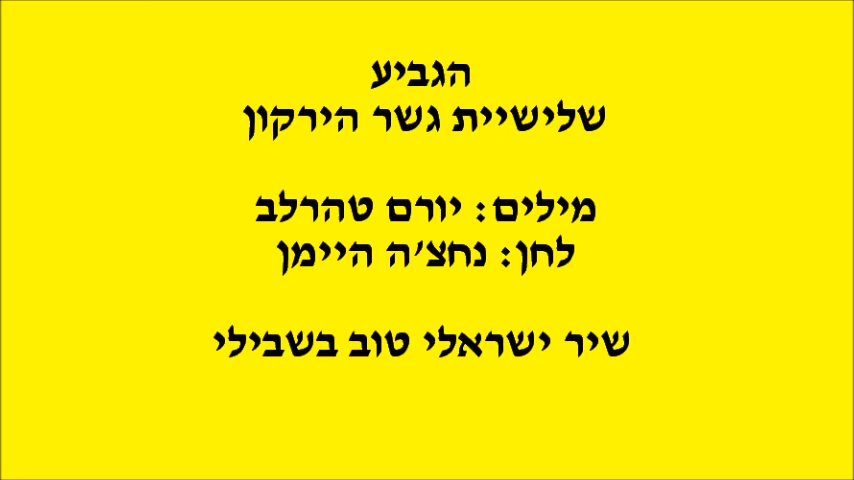 הגביע
שלישיית גשר הירקון
מילים: יורם טהרלב
לחן: נחצ'ה היימן
שיר ישראלי טוב בשבילי